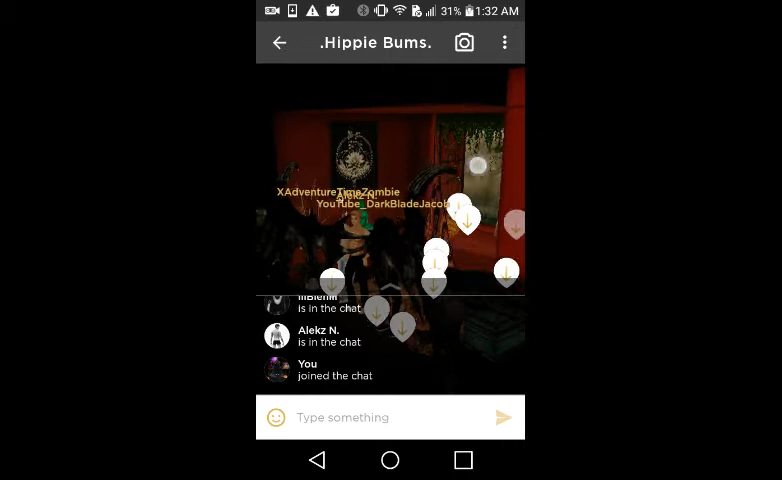 31% 1:32 AM
.Hippie Bums.
XAdventureTimeZombie
Alekz N.
YouTube_DarkBladeJacob
is in the chat
Alekz N.
is in the chat
You
joined the chat
Type something